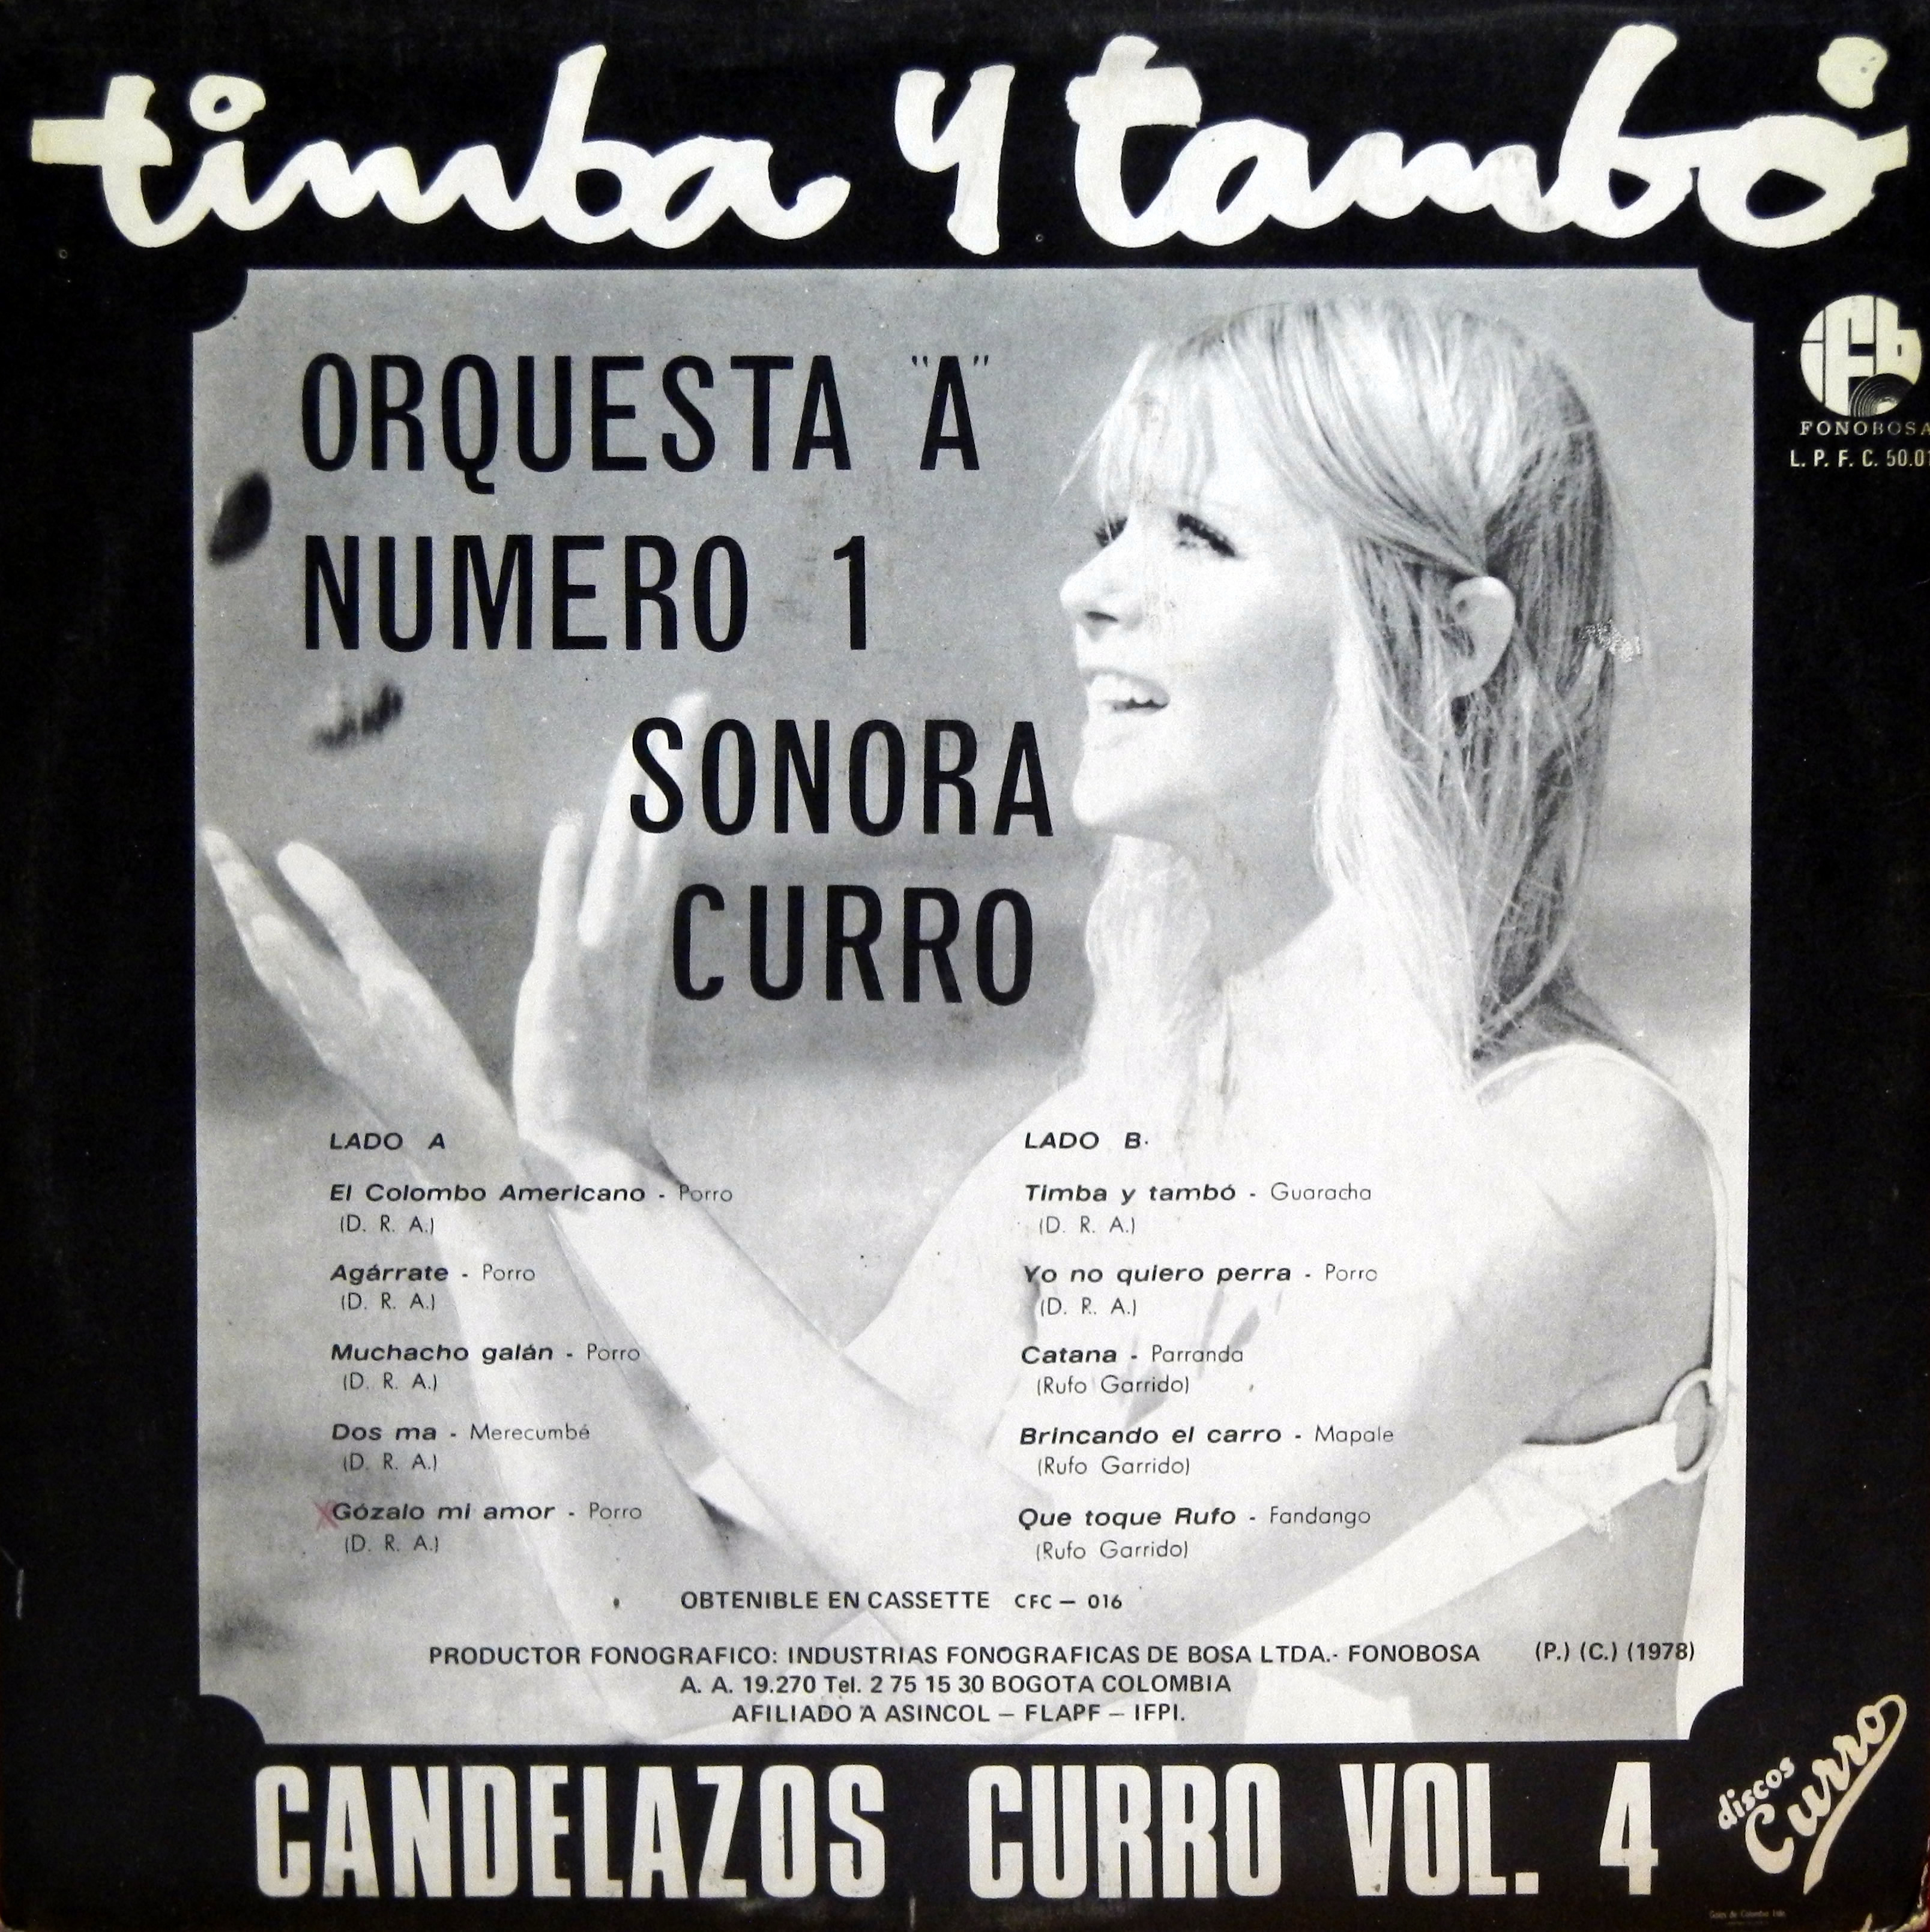 timba y tambó
iFb
FONOBOSA
L. P. F. C. 50.01
ORQUESTA "A"
NUMERO 1
SONORA
CURRO
LADO A
El Colombo Americano - Porro
(D. R. A.)
Agárrate - Porro
(D. R. A.)
Muchacho galán - Porro
(D. R. A.)
Dos ma - Merecumbé
(D. R. A.)
Gózalo mi amor - Porro
(D. R. A.)
LADO B.
Timba y tambó - Guaracha
(D. R. A.)
Yo no quiero perra - Porro
(D. R. A.)
Catana - Parranda
(Rufo Garrido)
Brincando el carro - Mapale
(Rufo Garrido)
Que toque Rufo - Fandango
(Rufo Garrido)
OBTENIBLE EN CASSETTE CFC — 016
PRODUCTOR FONOGRAFICO: INDUSTRIAS FONOGRAFICAS DE BOSA LTDA.- FONOBOSA (P.) (C.) (1978)
A. A. 19.270 Tel. 2 75 15 30 BOGOTA COLOMBIA
AFILIADO A ASINCOL — FLAPF — IFPI.
CANDELAZOS CURRO VOL. 4
discos
Curro